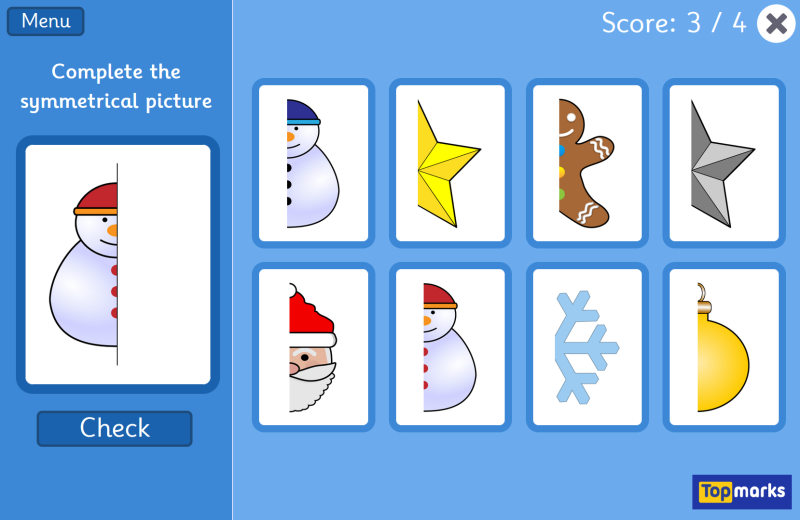 Menu
Score: 3 / 4
Complete the
symmetrical picture
Check
Topmarks